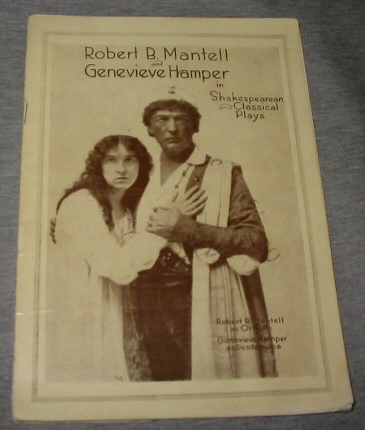 Robert B. Mantell
and
Genevieve Hamper
in
Shakespearean
and Classical
Plays
Robert B. Mantell
as Othello
Genevieve Hamper
as Desdemona